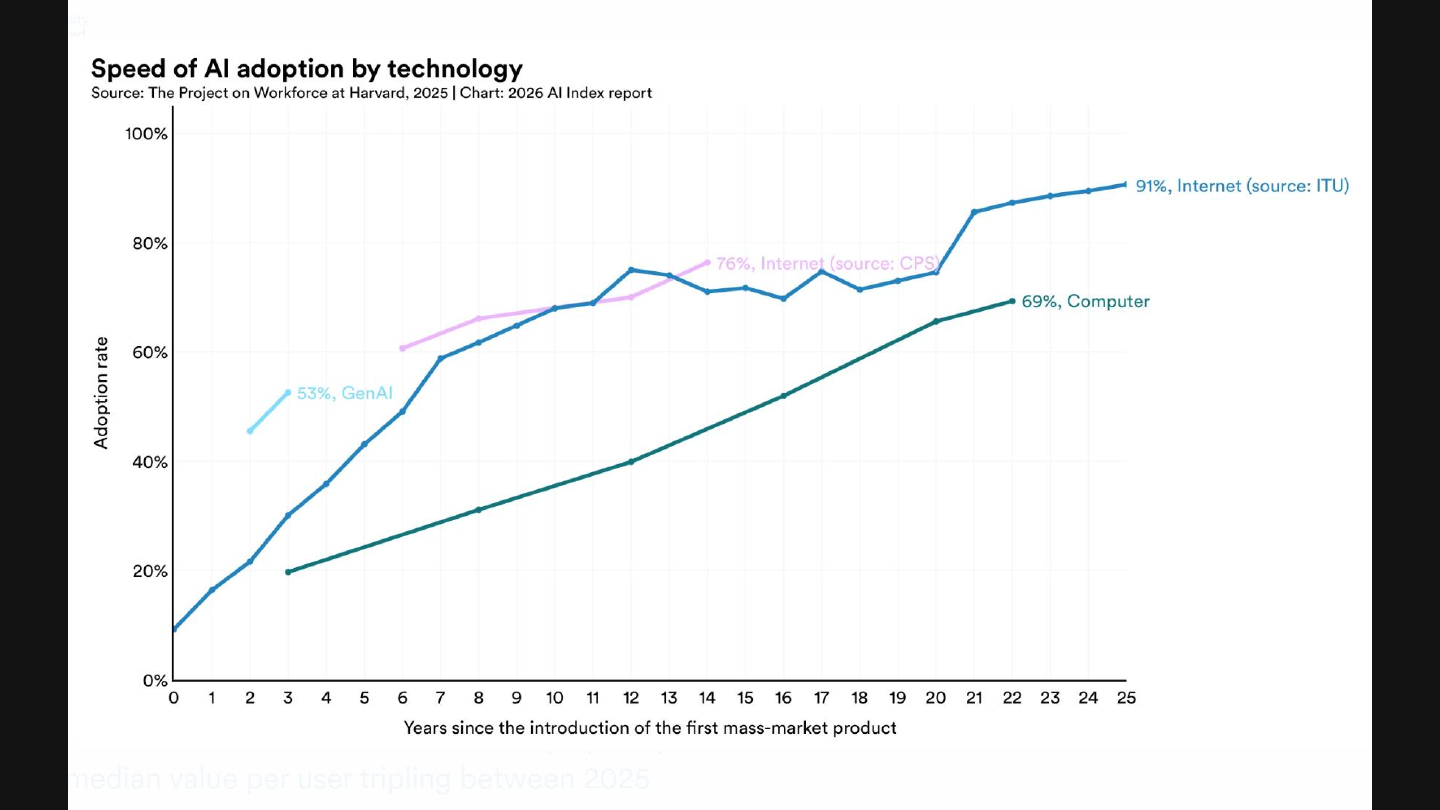 Speed of AI adoption by technology
Source: The Project on Workforce at Harvard, 2025 | Chart: 2026 AI Index report
100%
80%
60%
40%
20%
0%
Adoption rate
91%, Internet (source: ITU)
76%, Internet (source: CPS)
69%, Computer
53%, GenAI
0 1 2 3 4 5 6 7 8 9 10 11 12 13 14 15 16 17 18 19 20 21 22 23 24 25
Years since the introduction of the first mass-market product
median value per user tripling between 2025